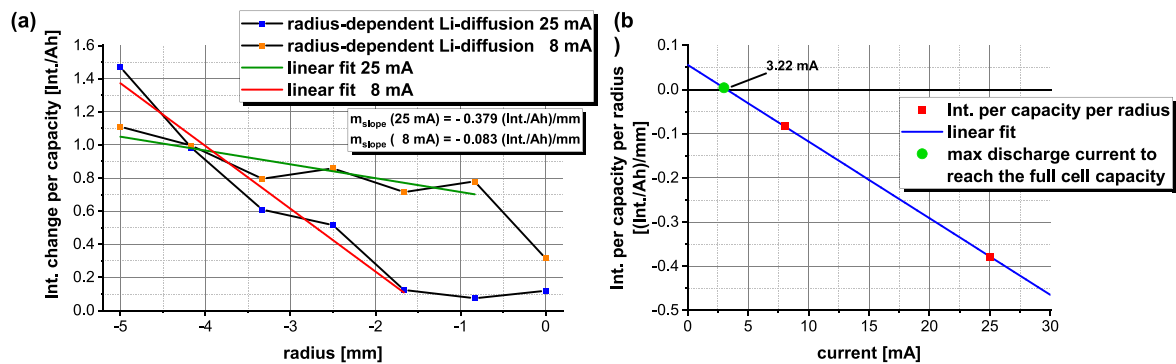 (a)
radius-dependent Li-diffusion 25 mA
radius-dependent Li-diffusion 8 mA
linear fit 25 mA
linear fit 8 mA
mslope (25 mA) = - 0.379 (Int./Ah)/mm
mslope ( 8 mA) = - 0.083 (Int./Ah)/mm
Int. change per capacity [Int./Ah]
1.6
1.4
1.2
1.0
0.8
0.6
0.4
0.2
0.0
-5
-4
-3
-2
-1
0
radius [mm]
(b
)
3.22 mA
Int. per capacity per radius
linear fit
max discharge current to
reach the full cell capacity
Int. per capacity per radius
[(Int./Ah)/mm]
0.1
0.0
-0.1
-0.2
-0.3
-0.4
-0.5
0
5
10
15
20
25
30
current [mA]